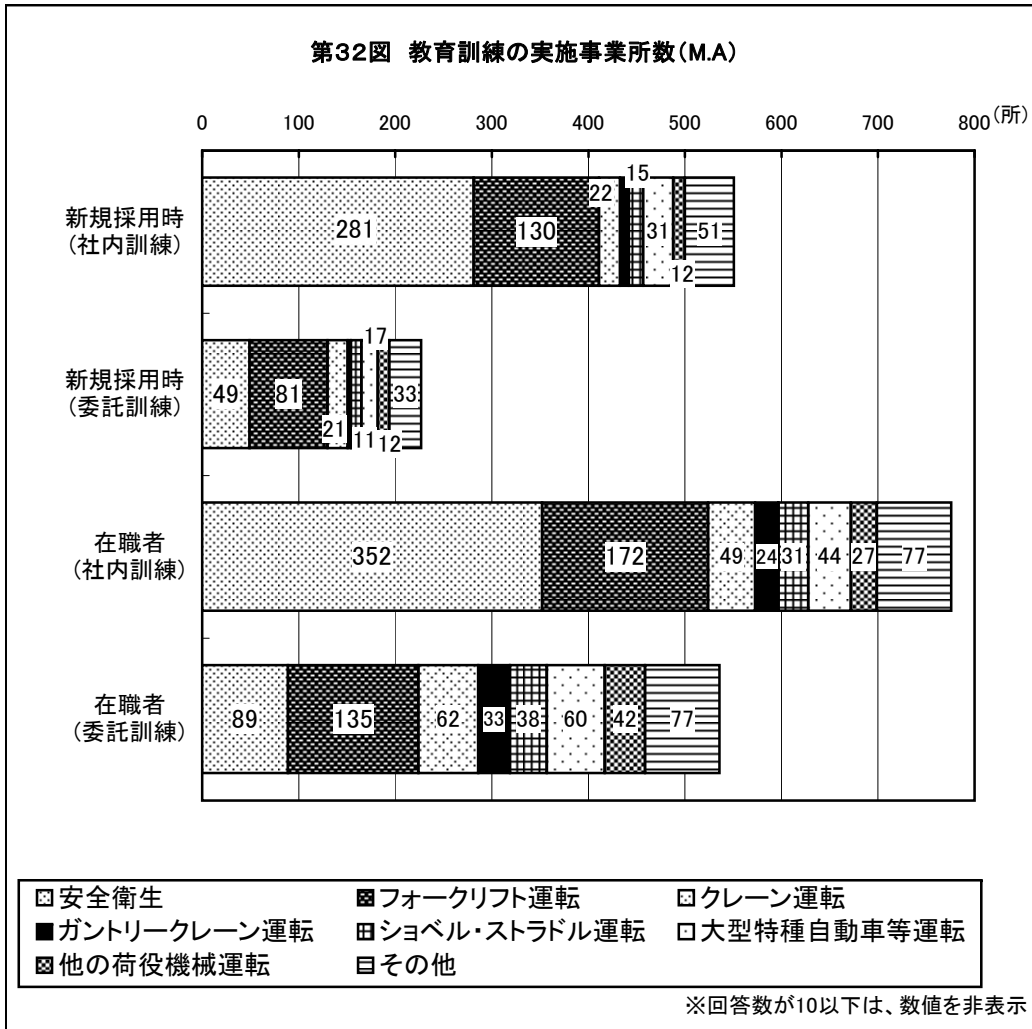 第32図 教育訓練の実施事業所数(M.A)
0 100 200 300 400 500 600 700 800 (所)
新規採用時
(社内訓練)
281 130 22 15 31 12 51
新規採用時
(委託訓練)
49 81 21 11 17 12 33
在職者
(社内訓練)
352 172 49 24 31 44 27 77
在職者
(委託訓練)
89 135 62 33 38 60 42 77
安全衛生 フォークリフト運転 クレーン運転
ガントリークレーン運転 ショベル・ストラドル運転 大型特種自動車等運転
他の荷役機械運転 その他
※回答数が10以下は、数値を非表示